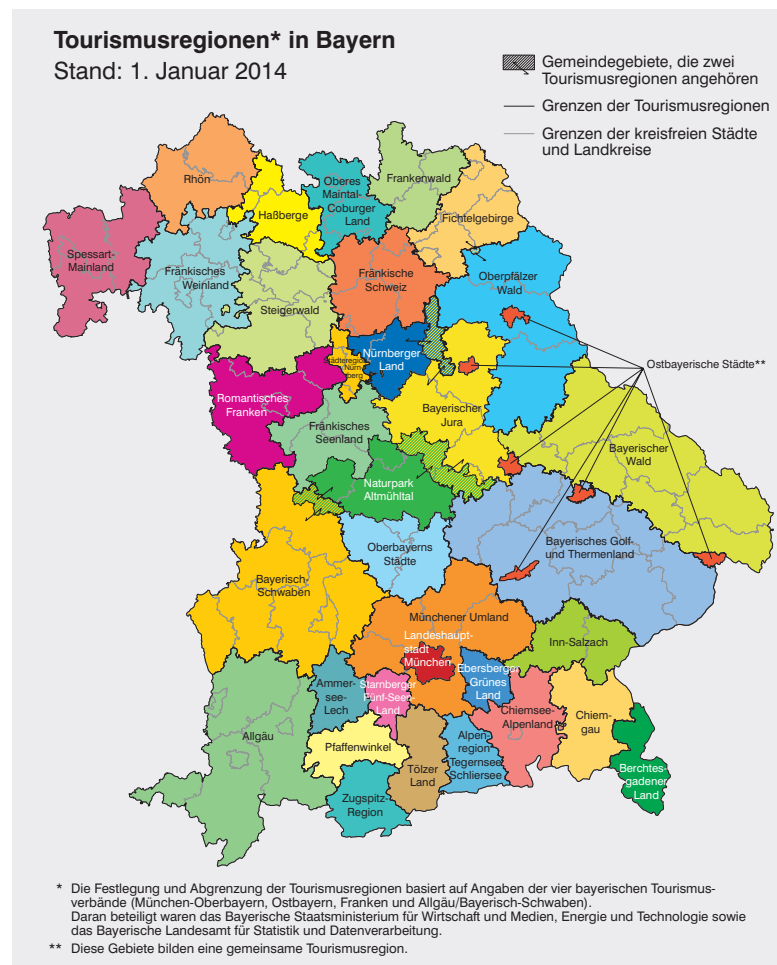 Tourismusregionen* in Bayern
Stand: 1. Januar 2014
Gemeindegebiete, die zwei
Tourismusregionen angehören
Grenzen der Tourismusregionen
Grenzen der kreisfreien Städte
und Landkreise
Rhön
Haßberge
Oberes
Maintal-
Coburger
Land
Frankenwald
Fichtelgebirge
Spessart-
Mainland
Fränkisches
Weinland
Steigerwald
Fränkische
Schweiz
Oberpfälzer
Wald
Städteregion
Nürn-
berg
Nürnberger
Land
Ostbayerische Städte**
Romantisches
Franken
Bayerischer
Jura
Fränkisches
Seenland
Bayerischer
Wald
Naturpark
Altmühltal
Oberbayerns
Städte
Bayerisches Golf-
und Thermenland
Bayerisch-
Schwaben
Münchener Umland
Landeshaupt-
stadt
München
Inn-Salzach
Ebersberger
Grünes
Land
Ammer-
see-
Lech
Starnberger
Fünf-Seen-
Land
Chiemsee-
Alpenland
Chiem-
gau
Allgäu
Pfaffenwinkel
Tölzer
Land
Alpen-
region
Tegernsee
Schliersee
Berchtes-
gadener
Land
Zugspitz-
Region
* Die Festlegung und Abgrenzung der Tourismusregionen basiert auf Angaben der vier bayerischen Tourismus-
verbände (München-Oberbayern, Ostbayern, Franken und Allgäu/Bayerisch-Schwaben).
Daran beteiligt waren das Bayerische Staatsministerium für Wirtschaft und Medien, Energie und Technologie sowie
das Bayerische Landesamt für Statistik und Datenverarbeitung.
** Diese Gebiete bilden eine gemeinsame Tourismusregion.